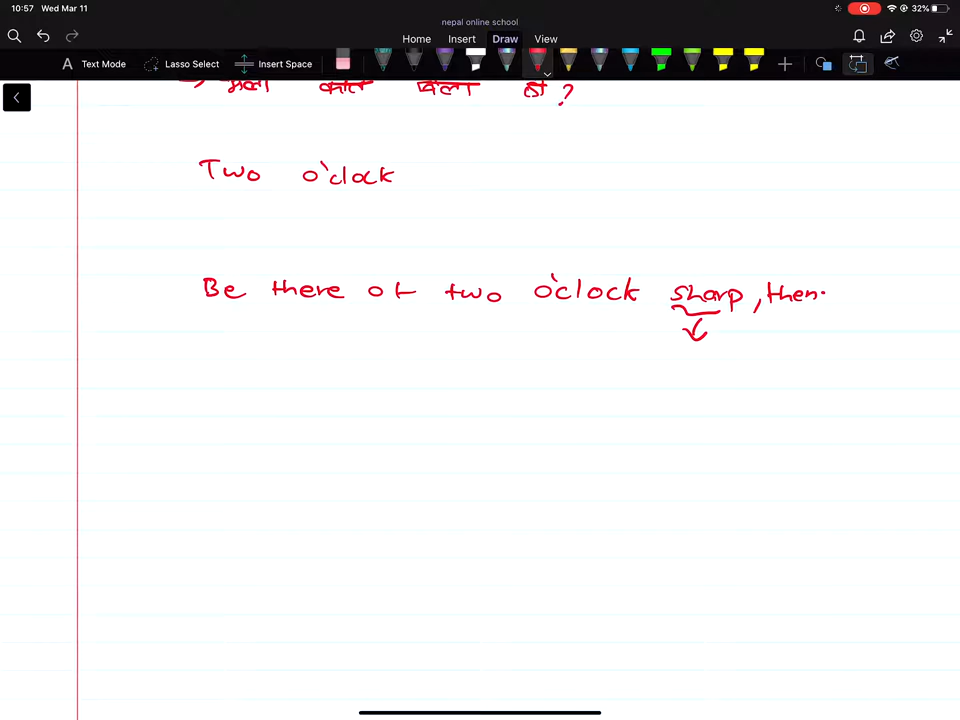 10:57 Wed Mar 11
32%
nepal online school
Home Insert Draw View
A Text Mode Lasso Select Insert Space
?
Two o'clock
Be there at two o'clock sharp, then.